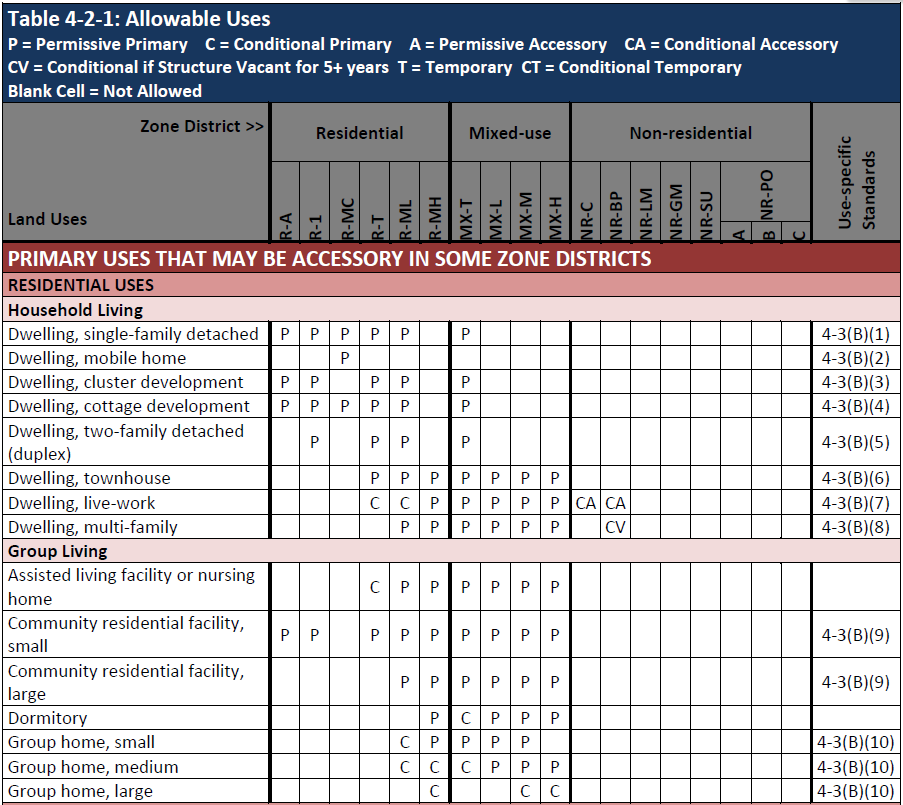 Table 4-2-1: Allowable Uses
P = Permissive Primary C = Conditional Primary A = Permissive Accessory CA = Conditional Accessory
CV = Conditional if Structure Vacant for 5+ years T = Temporary CT = Conditional Temporary
Blank Cell = Not Allowed
Zone District >> Residential Mixed-use Non-residential Use-specific Standards
Land Uses R-A R-1 R-MC R-T R-ML R-MH MX-T MX-L MX-M MX-H NR-C NR-BP NR-LM NR-GM NR-SU NR-PO
A B C
PRIMARY USES THAT MAY BE ACCESSORY IN SOME ZONE DISTRICTS
RESIDENTIAL USES
Household Living
Dwelling, single-family detached P P P P P P 4-3(B)(1)
Dwelling, mobile home P 4-3(B)(2)
Dwelling, cluster development P P P P P 4-3(B)(3)
Dwelling, cottage development P P P P P P 4-3(B)(4)
Dwelling, two-family detached
(duplex) P P P P 4-3(B)(5)
Dwelling, townhouse P P P P P P P 4-3(B)(6)
Dwelling, live-work C C P P P P P CA CA 4-3(B)(7)
Dwelling, multi-family P P P P P P CV 4-3(B)(8)
Group Living
Assisted living facility or nursing
home C P P P P P P
Community residential facility,
small P P P P P P P P P 4-3(B)(9)
Community residential facility,
large P P P P P P 4-3(B)(9)
Dormitory P C P P P
Group home, small C P P P P 4-3(B)(10)
Group home, medium C C C P P P 4-3(B)(10)
Group home, large C C C 4-3(B)(10)